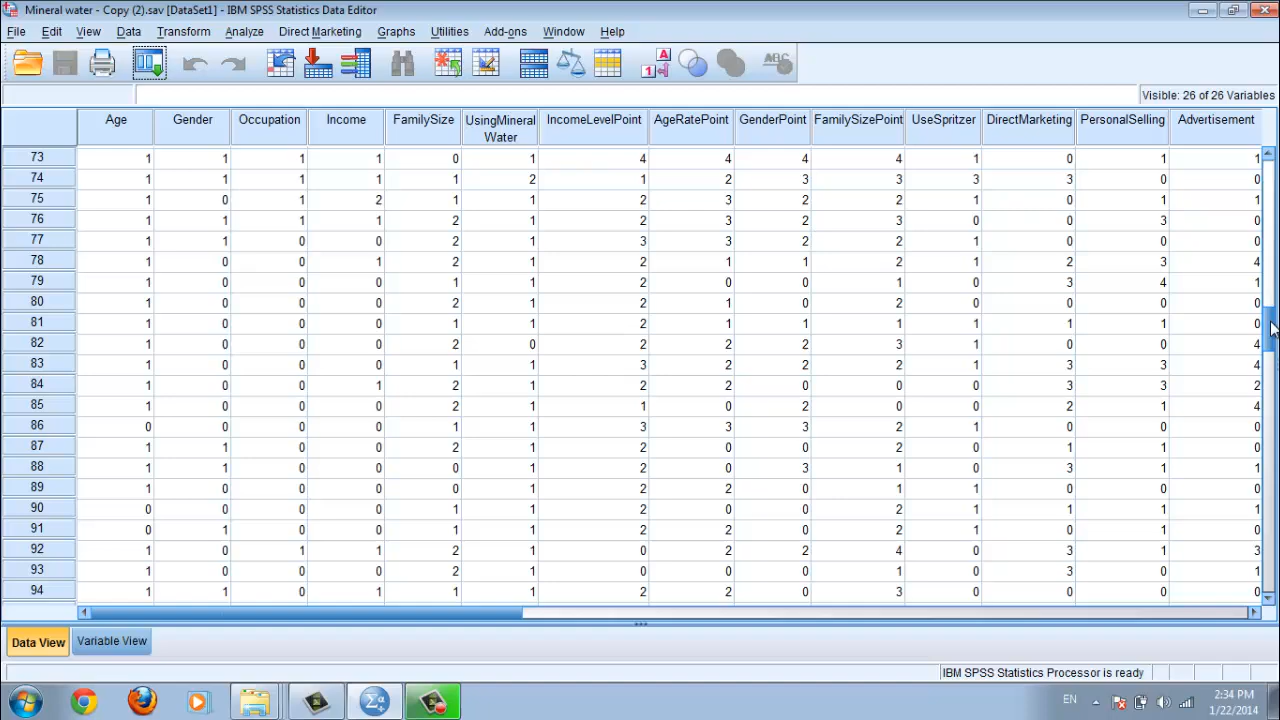 Mineral water - Copy (2).sav [DataSet1] - IBM SPSS Statistics Data Editor
File Edit View Data Transform Analyze Direct Marketing Graphs Utilities Add-ons Window Help
Visible: 26 of 26 Variables
Age Gender Occupation Income FamilySize UsingMineral Water IncomeLevelPoint AgeRatePoint GenderPoint FamilySizePoint UseSpritzer DirectMarketing PersonalSelling Advertisement
73 1 1 1 1 0 1 4 4 4 4 1 0 1 1
74 1 1 1 1 1 2 1 2 3 3 3 3 0 0
75 1 0 1 2 1 1 2 3 2 2 1 0 1 1
76 1 1 1 1 2 1 2 3 2 3 0 0 3 0
77 1 1 0 0 2 1 3 3 2 2 1 0 0 0
78 1 0 0 1 2 1 2 1 1 2 1 2 3 4
79 1 0 0 0 1 1 2 0 0 1 0 3 4 1
80 1 0 0 0 2 1 2 1 0 2 0 0 0 0
81 1 0 0 0 1 1 2 1 1 1 1 1 1 0
82 1 0 0 0 2 0 2 2 2 3 1 0 0 4
83 1 0 0 0 1 1 3 2 2 2 1 3 3 4
84 1 0 0 1 2 1 2 2 0 0 0 3 3 2
85 1 0 0 0 2 1 1 0 2 0 0 2 1 4
86 0 0 0 0 1 1 3 3 3 2 1 0 0 0
87 1 1 0 0 2 1 2 2 0 0 0 1 1 0
88 1 1 0 0 0 1 2 0 3 1 0 3 1 1
89 1 0 0 0 0 1 2 2 0 1 1 0 0 0
90 0 0 0 0 1 1 2 0 0 2 1 1 1 1
91 0 1 0 0 1 1 2 2 0 2 1 0 0 1
92 1 0 1 1 2 1 0 2 2 4 0 3 1 3
93 1 0 0 0 2 1 0 0 0 1 0 3 0 1
94 1 1 0 1 1 1 2 2 0 3 0 0 0 0
Data View Variable View
IBM SPSS Statistics Processor is ready
EN 2:34 PM
1/22/2014